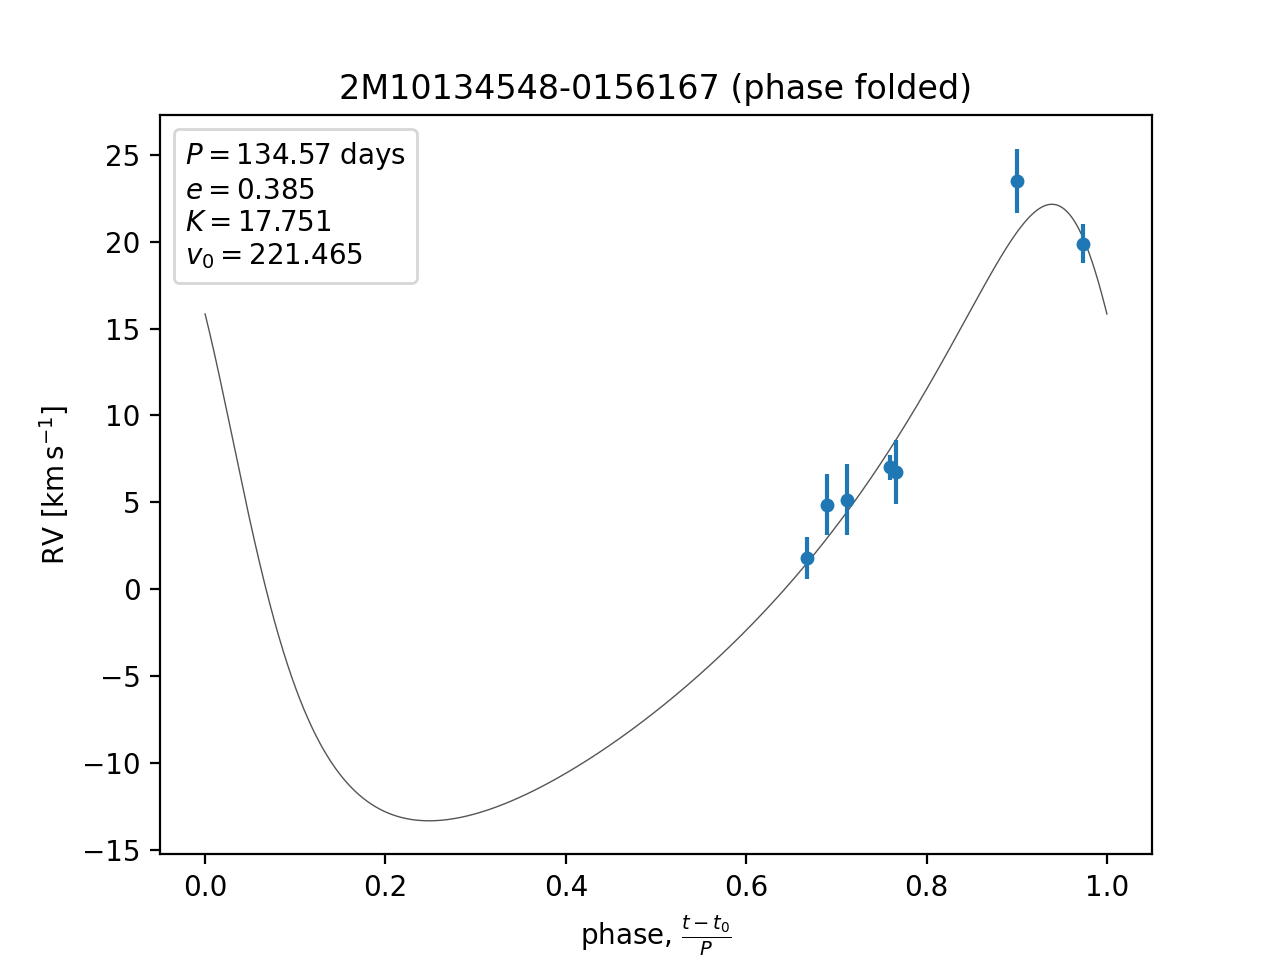 2M10134548-0156167 (phase folded)
P = 134.57 days
e = 0.385
K = 17.751
v₀ = 221.465
25
20
15
10
5
0
−5
−10
−15
RV [km s⁻¹]
0.0 0.2 0.4 0.6 0.8 1.0
phase, (t − t₀)/P